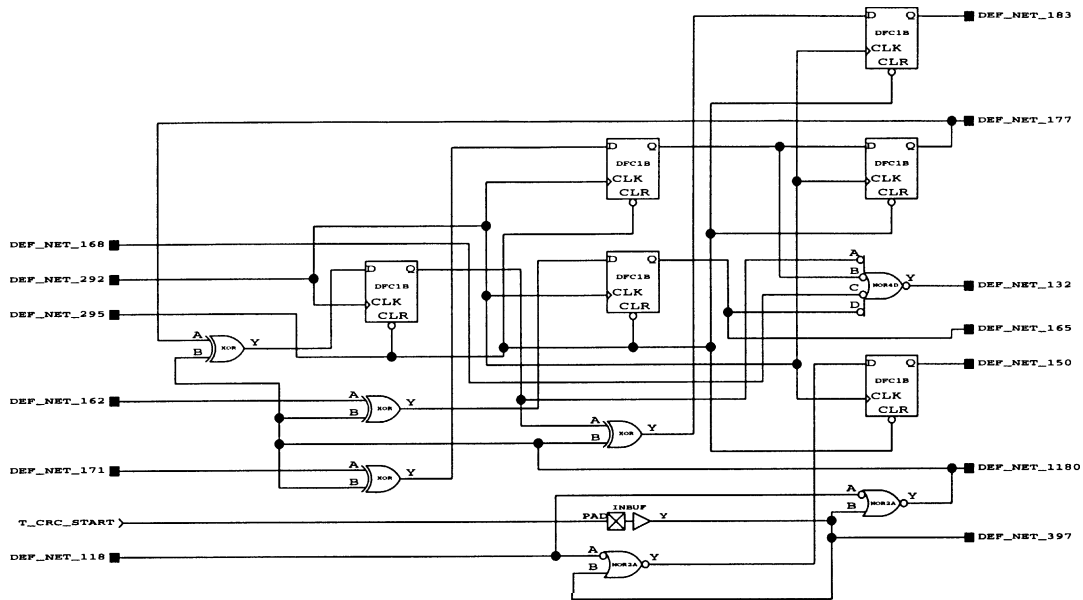 D Q DEF_NET_183
DFC1B
CLK
CLR
DEF_NET_177
D Q D Q
DFC1B DFC1B
CLK CLK
CLR CLR
DEF_NET_168
D Q D Q A
DEF_NET_292 DFC1B DFC1B B Y DEF_NET_132
CLK CLK C NOR4D
DEF_NET_295 CLR CLR D
DEF_NET_165
A XOR Y
B
D Q DEF_NET_150
DFC1B
CLK
CLR
DEF_NET_162 A XOR Y
B
A XOR Y
B
DEF_NET_171 A XOR Y
B
DEF_NET_1180
A NOR2A Y
B
T_CRC_START PAD INBUF Y
DEF_NET_397
DEF_NET_118 A NOR2A Y
B